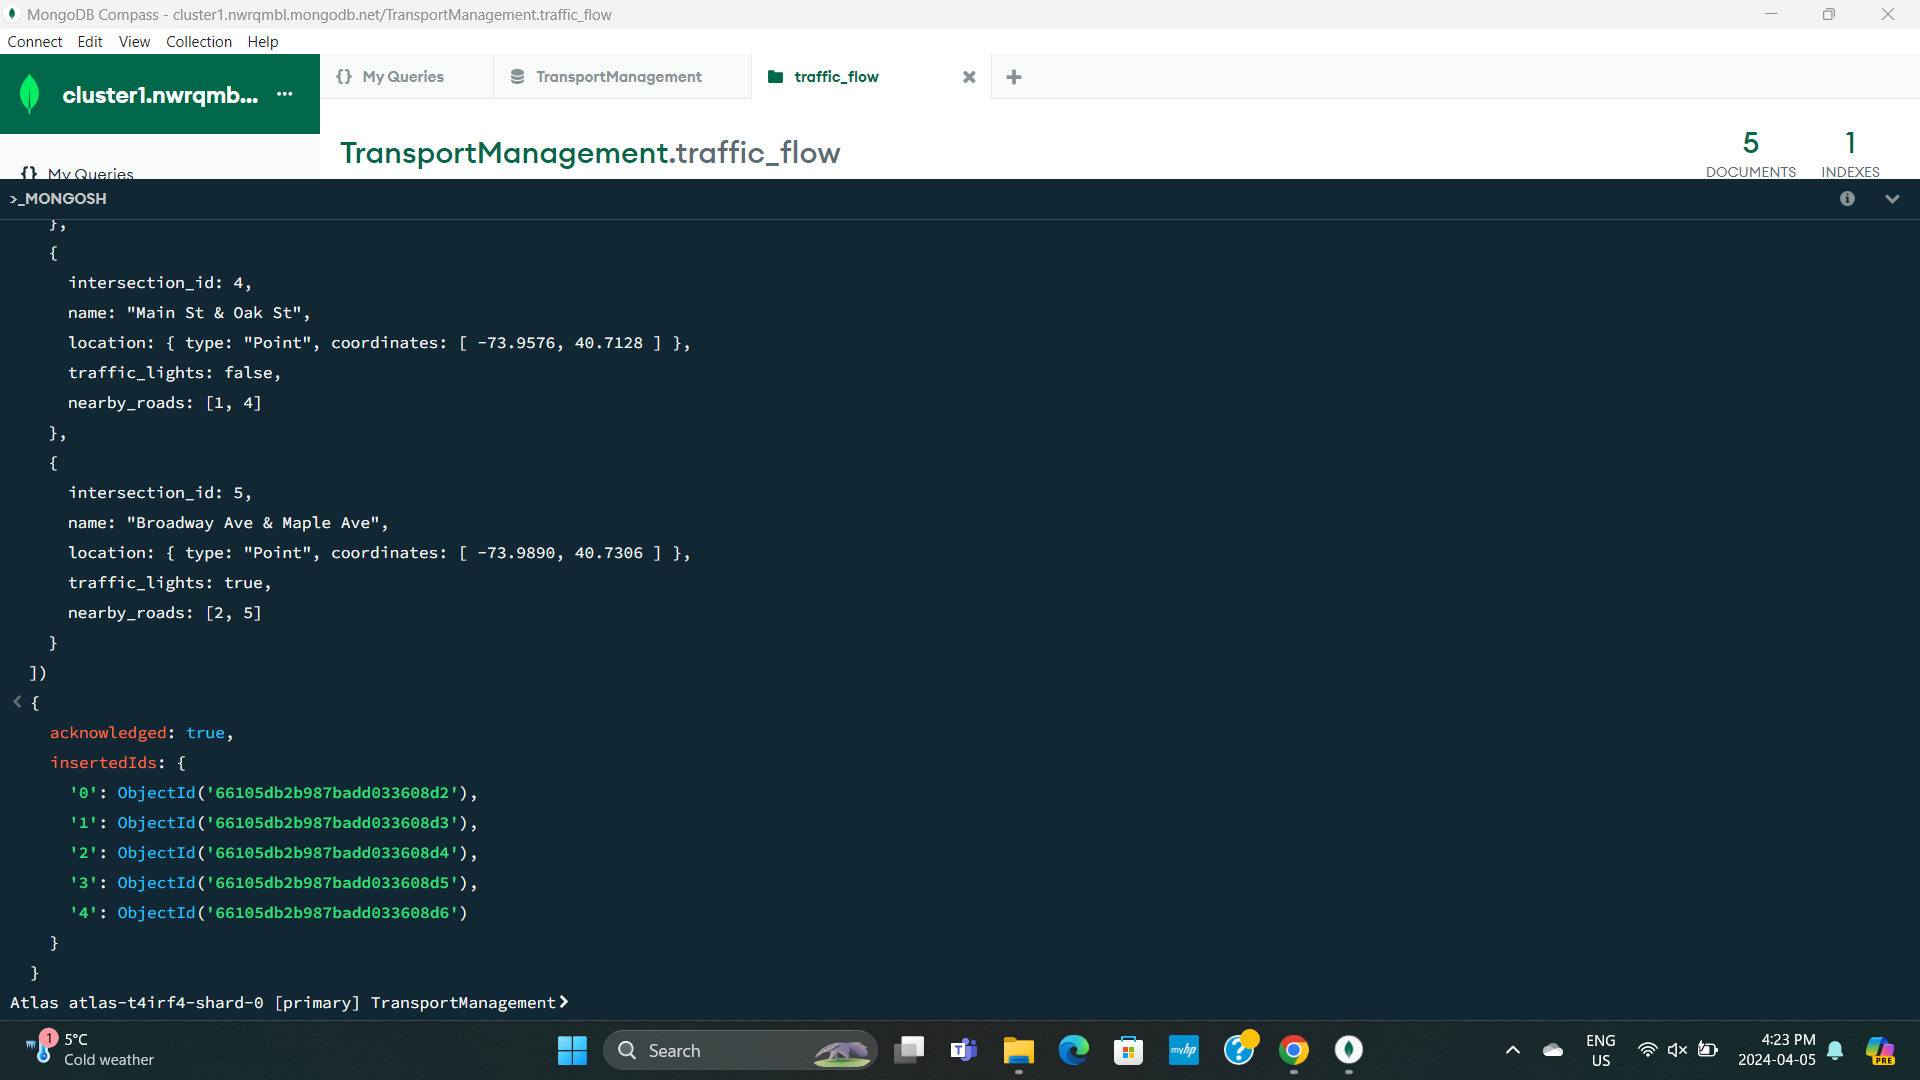 MongoDB Compass - cluster1.nwrqmbl.mongodb.net/TransportManagement.traffic_flow
Connect Edit View Collection Help
cluster1.nwrqmb... ...
{} My Queries
TransportManagement
traffic_flow
TransportManagement.traffic_flow
5
DOCUMENTS
1
INDEXES
{} My Queries
>_MONGOSH
},
{
intersection_id: 4,
name: "Main St & Oak St",
location: { type: "Point", coordinates: [ -73.9576, 40.7128 ] },
traffic_lights: false,
nearby_roads: [1, 4]
},
{
intersection_id: 5,
name: "Broadway Ave & Maple Ave",
location: { type: "Point", coordinates: [ -73.9890, 40.7306 ] },
traffic_lights: true,
nearby_roads: [2, 5]
}
])
< {
acknowledged: true,
insertedIds: {
'0': ObjectId('66105db2b987badd033608d2'),
'1': ObjectId('66105db2b987badd033608d3'),
'2': ObjectId('66105db2b987badd033608d4'),
'3': ObjectId('66105db2b987badd033608d5'),
'4': ObjectId('66105db2b987badd033608d6')
}
}
Atlas atlas-t4irf4-shard-0 [primary] TransportManagement>
1
5°C
Cold weather
Search
myhp
ENG
US
4:23 PM
2024-04-05
PRE